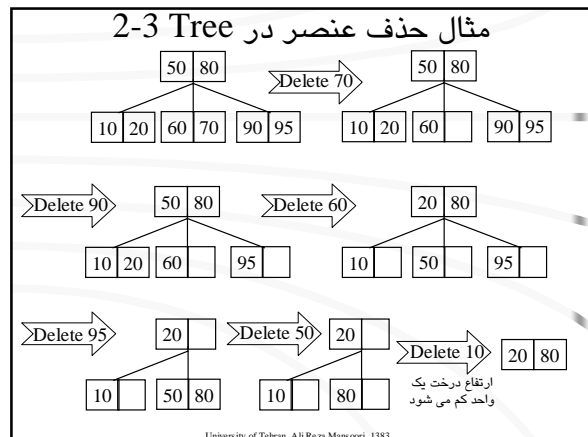 مثال حذف عنصر در 2-3 Tree
50 80
Delete 70
50 80
10 20 60 70 90 95
10 20 60 90 95
Delete 90
50 80
Delete 60
20 80
10 20 60 95
10 50 95
Delete 95
20
Delete 50
20
Delete 10
20 80
10 50 80
10 80
ارتفاع درخت یک
واحد کم می شود
University of Tehran, Ali Reza Mansoori, 1383